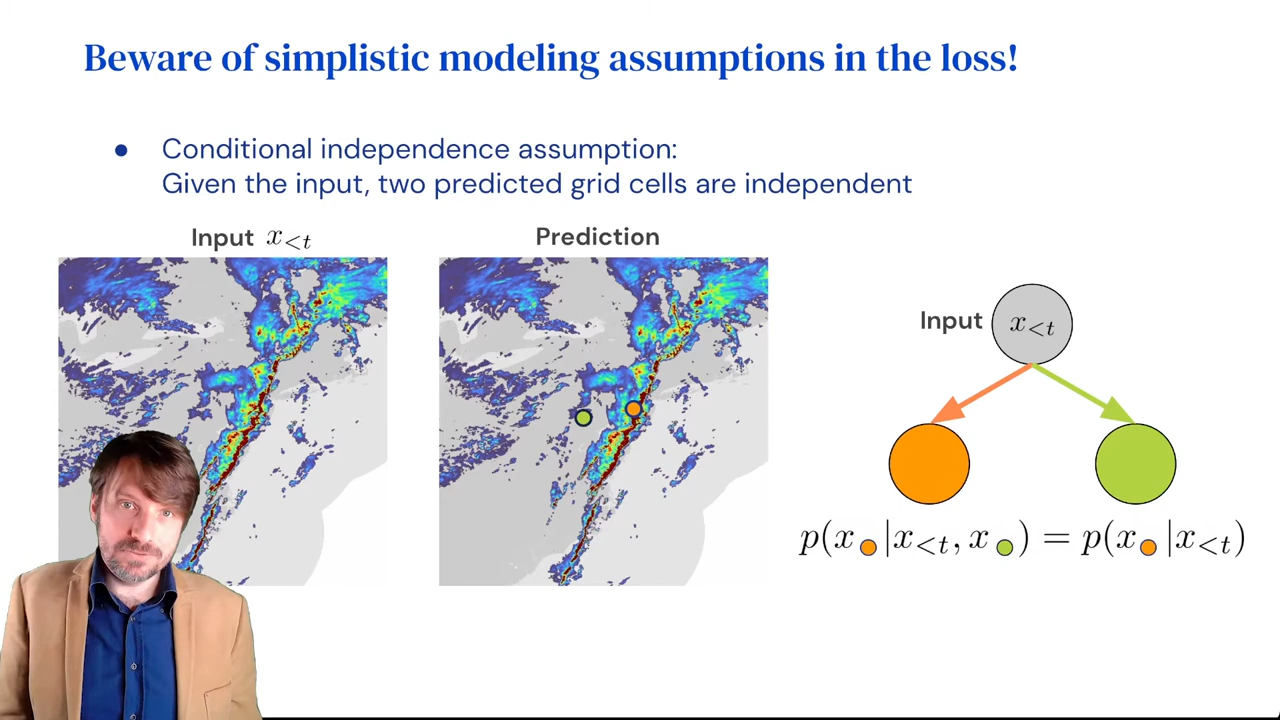 Beware of simplistic modeling assumptions in the loss!
● Conditional independence assumption:
Given the input, two predicted grid cells are independent
Input x<t
Prediction
Input x<t
p(x●|x<t, x●) = p(x●|x<t)